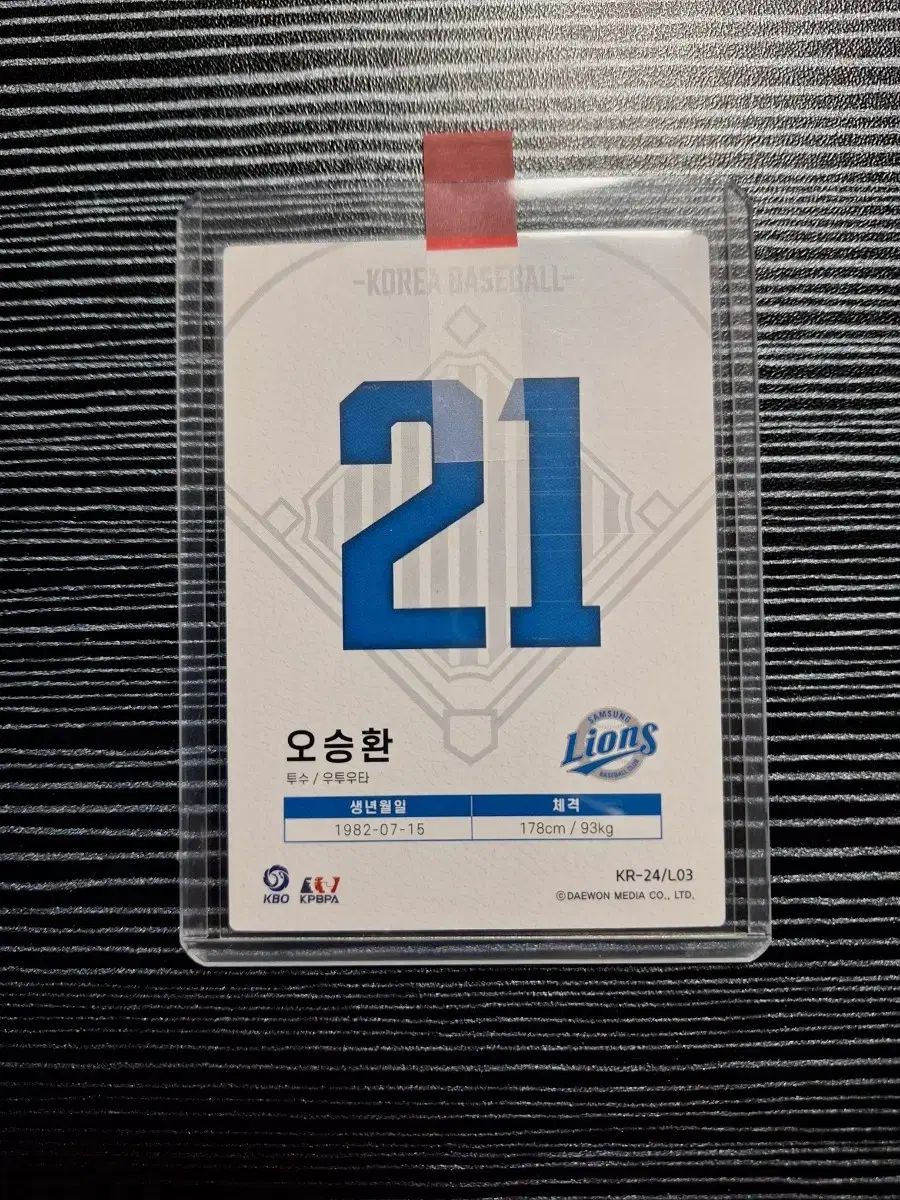 -KOREA BASEBALL-
21
오승환
투수 / 우투우타
SAMSUNG
Lions
BASEBALL CLUB
생년월일 체격
1982-07-15 178cm / 93kg
KBO KPBPA
KR-24/L03
©DAEWON MEDIA CO., LTD.